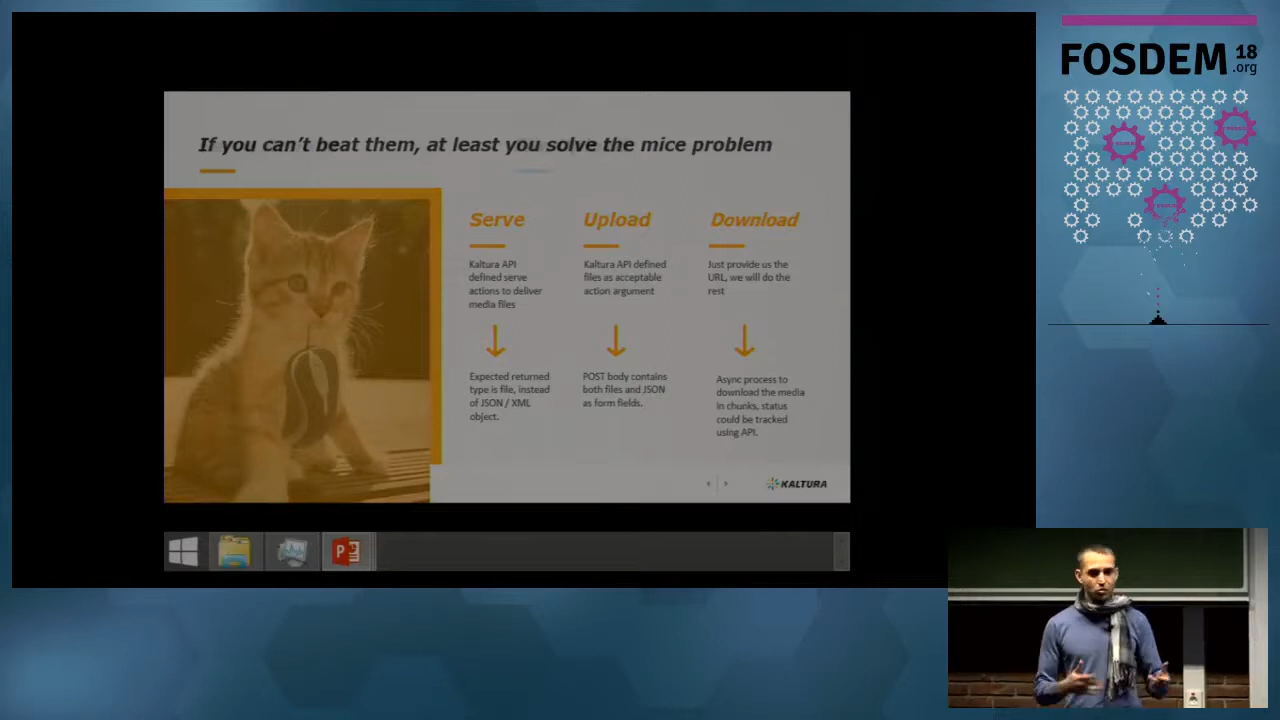 FOSDEM 18
.org
If you can't beat them, at least you solve the mice problem
Serve
Upload
Download
Kaltura API
defined serve
actions to deliver
media files
Kaltura API defined
files as acceptable
action argument
Just provide us the
URL, we will do the
rest
Expected returned
type is file, instead
of JSON / XML
object.
POST body contains
both files and JSON
as form fields.
Async process to
download the media
in chunks, status
could be tracked
using API.
KALTURA
P